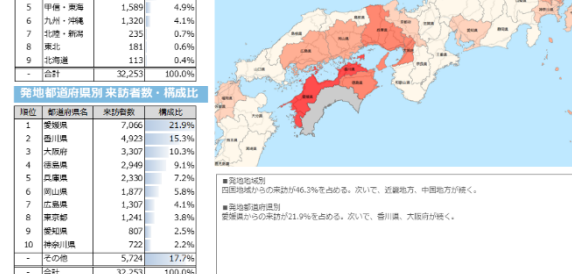 5 甲信・東海 1,589 4.9%
6 九州・沖縄 1,320 4.1%
7 北陸・新潟 235 0.7%
8 東北 181 0.6%
9 北海道 113 0.4%
- 合計 32,253 100.0%
発地都道府県別 来訪者数・構成比
順位 都道府県名 来訪者数 構成比
1 愛媛県 7,066 21.9%
2 香川県 4,923 15.3%
3 大阪府 3,307 10.3%
4 徳島県 2,949 9.1%
5 兵庫県 2,330 7.2%
6 岡山県 1,877 5.8%
7 広島県 1,307 4.1%
8 東京都 1,241 3.8%
9 愛知県 807 2.5%
10 神奈川県 722 2.2%
- その他 5,724 17.7%
- 合計 32,253 100.0%
■発地地域別
四国地域からの来訪が46.3%を占める。次いで、近畿地方、中国地方が続く。
■発地都道府県別
愛媛県からの来訪が21.9%を占める。次いで、香川県、大阪府が続く。